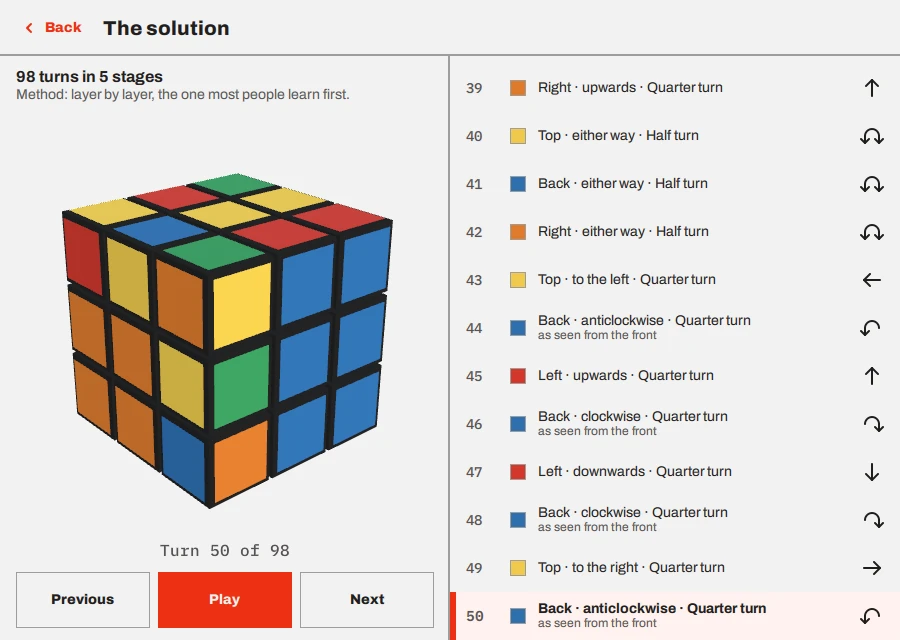 Back
The solution
98 turns in 5 stages
Method: layer by layer, the one most people learn first.
Turn 50 of 98
Previous
Play
Next
39 Right · upwards · Quarter turn
40 Top · either way · Half turn
41 Back · either way · Half turn
42 Right · either way · Half turn
43 Top · to the left · Quarter turn
44 Back · anticlockwise · Quarter turn
as seen from the front
45 Left · upwards · Quarter turn
46 Back · clockwise · Quarter turn
as seen from the front
47 Left · downwards · Quarter turn
48 Back · clockwise · Quarter turn
as seen from the front
49 Top · to the right · Quarter turn
50 Back · anticlockwise · Quarter turn
as seen from the front